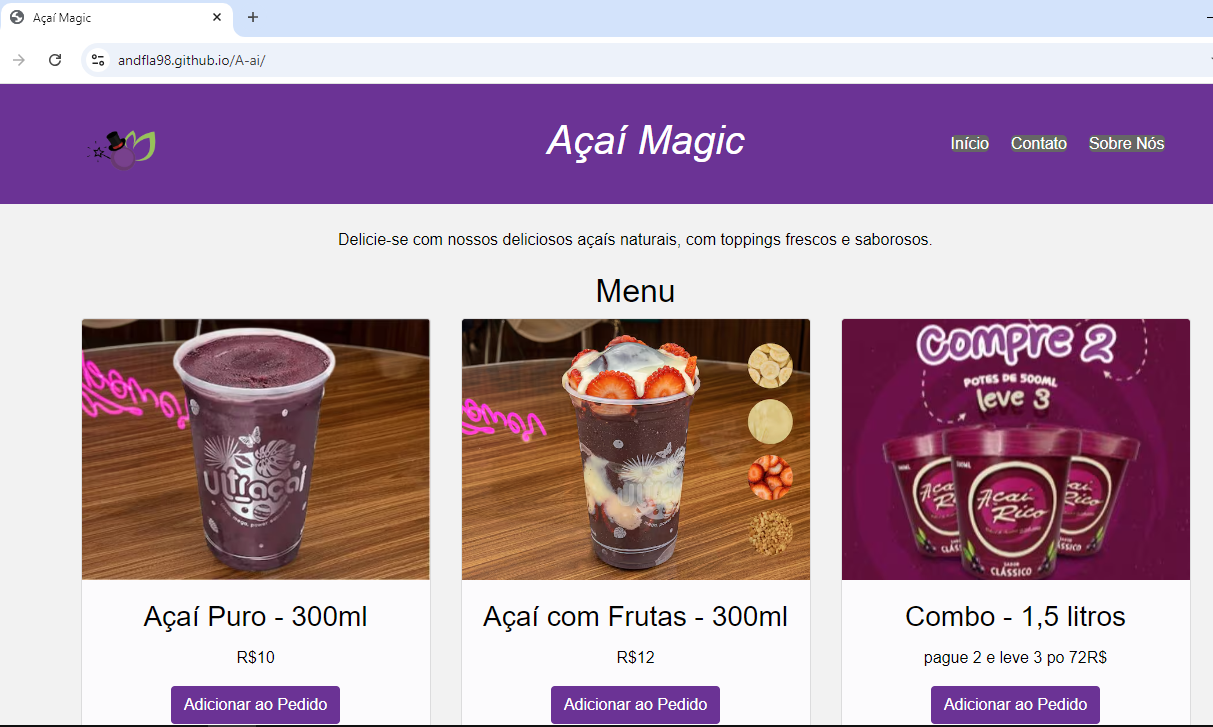 Açaí Magic
andfla98.github.io/A-ai/
Açaí Magic
Início Contato Sobre Nós
Delicie-se com nossos deliciosos açaís naturais, com toppings frescos e saborosos.
Menu
Ultraçaí
Compre 2
POTES DE 500ML
leve 3
Açaí
Rico
SABOR
CLÁSSICO
Açaí Puro - 300ml
R$10
Adicionar ao Pedido
Açaí com Frutas - 300ml
R$12
Adicionar ao Pedido
Combo - 1,5 litros
pague 2 e leve 3 po 72R$
Adicionar ao Pedido